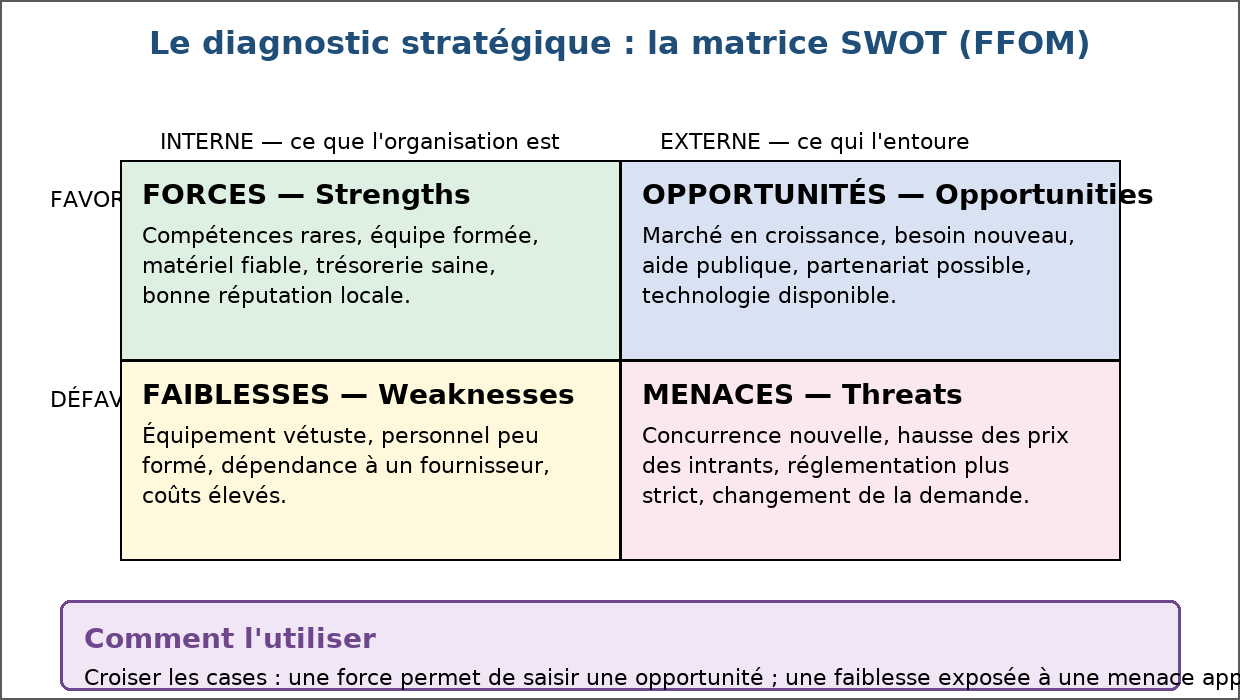 Le diagnostic stratégique : la matrice SWOT (FFOM)
INTERNE — ce que l'organisation est
EXTERNE — ce qui l'entoure
FAVOR
FORCES — Strengths
Compétences rares, équipe formée,
matériel fiable, trésorerie saine,
bonne réputation locale.
OPPORTUNITÉS — Opportunities
Marché en croissance, besoin nouveau,
aide publique, partenariat possible,
technologie disponible.
DÉFAV
FAIBLESSES — Weaknesses
Équipement vétuste, personnel peu
formé, dépendance à un fournisseur,
coûts élevés.
MENACES — Threats
Concurrence nouvelle, hausse des prix
des intrants, réglementation plus
strict, changement de la demande.
Comment l'utiliser
Croiser les cases : une force permet de saisir une opportunité ; une faiblesse exposée à une menace app